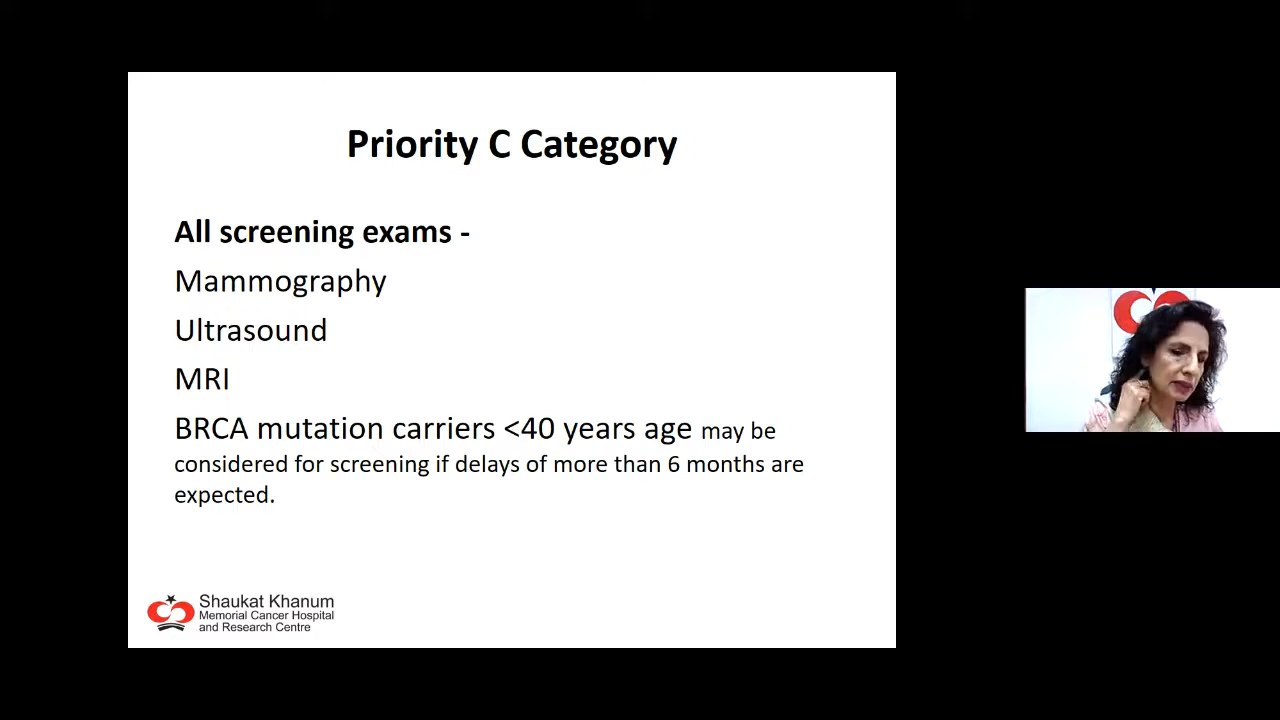 Priority C Category
All screening exams -
Mammography
Ultrasound
MRI
BRCA mutation carriers <40 years age may be
considered for screening if delays of more than 6 months are
expected.
Shaukat Khanum
Memorial Cancer Hospital
and Research Centre